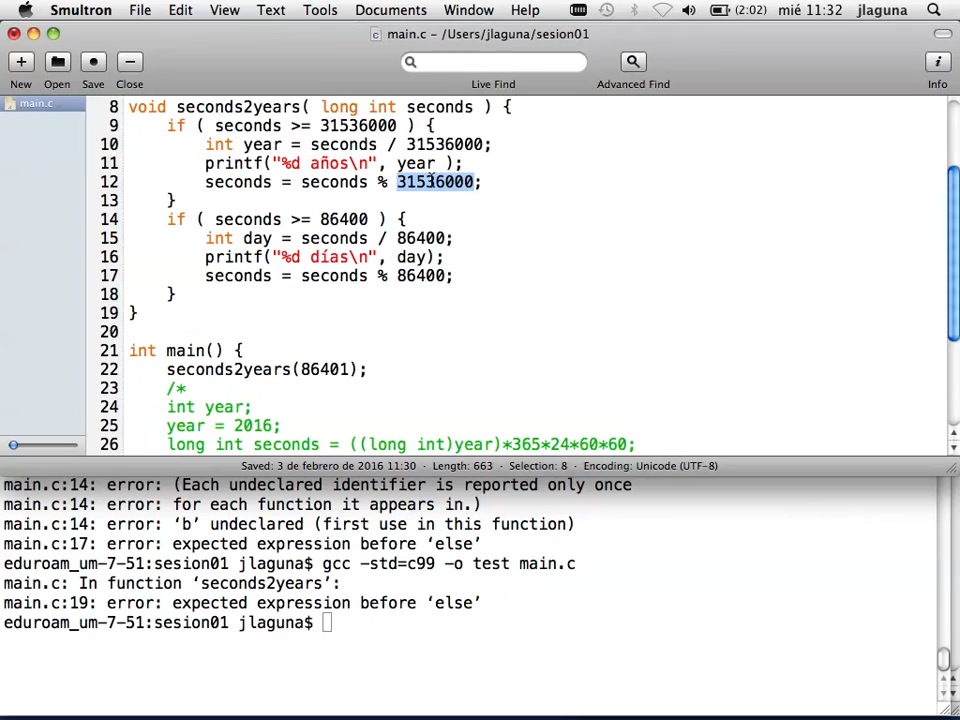 Smultron File Edit View Text Tools Documents Window Help (2:02) mié 11:32 jlaguna
main.c – /Users/jlaguna/sesion01
New Open Save Close Live Find Advanced Find Info
main.c
8 void seconds2years( long int seconds ) {
9 if ( seconds >= 31536000 ) {
10 int year = seconds / 31536000;
11 printf("%d años\n", year );
12 seconds = seconds % 31536000;
13 }
14 if ( seconds >= 86400 ) {
15 int day = seconds / 86400;
16 printf("%d días\n", day);
17 seconds = seconds % 86400;
18 }
19 }
20
21 int main() {
22 seconds2years(86401);
23 /*
24 int year;
25 year = 2016;
26 long int seconds = ((long int)year)*365*24*60*60;
Saved: 3 de febrero de 2016 11:30 · Length: 663 · Selection: 8 · Encoding: Unicode (UTF-8)
main.c:14: error: (Each undeclared identifier is reported only once
main.c:14: error: for each function it appears in.)
main.c:14: error: ‘b’ undeclared (first use in this function)
main.c:17: error: expected expression before ‘else’
eduroam_um-7-51:sesion01 jlaguna$ gcc -std=c99 -o test main.c
main.c: In function ‘seconds2years’:
main.c:19: error: expected expression before ‘else’
eduroam_um-7-51:sesion01 jlaguna$